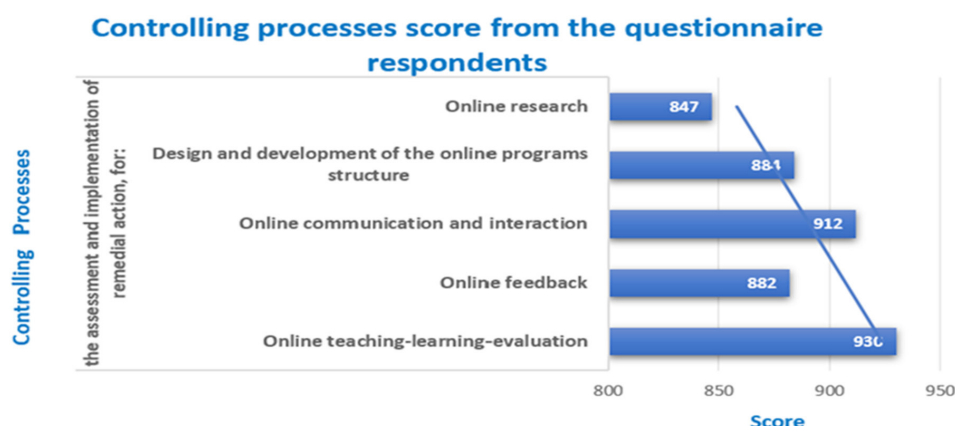 Controlling processes score from the questionnaire
respondents
Controlling Processes
the assessment and implementation of
remedial action, for:
Online research
847
Design and development of the online programs
structure
884
Online communication and interaction
912
Online feedback
882
Online teaching-learning-evaluation
930
800 850 900 950
Score